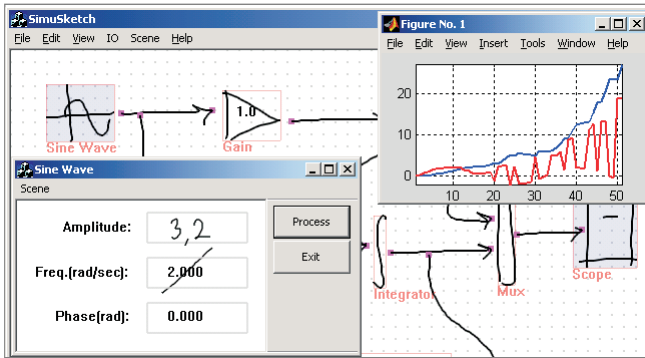 SimuSketch
File Edit View IO Scene Help
Sine Wave
1.0
Gain
Figure No. 1
File Edit View Insert Tools Window Help
20
10
0
10 20 30 40 50
Sine Wave
Scene
Amplitude: 3,2
Freq.(rad/sec): 2.000
Phase(rad): 0.000
Process
Exit
Integrator
Mux
Scope